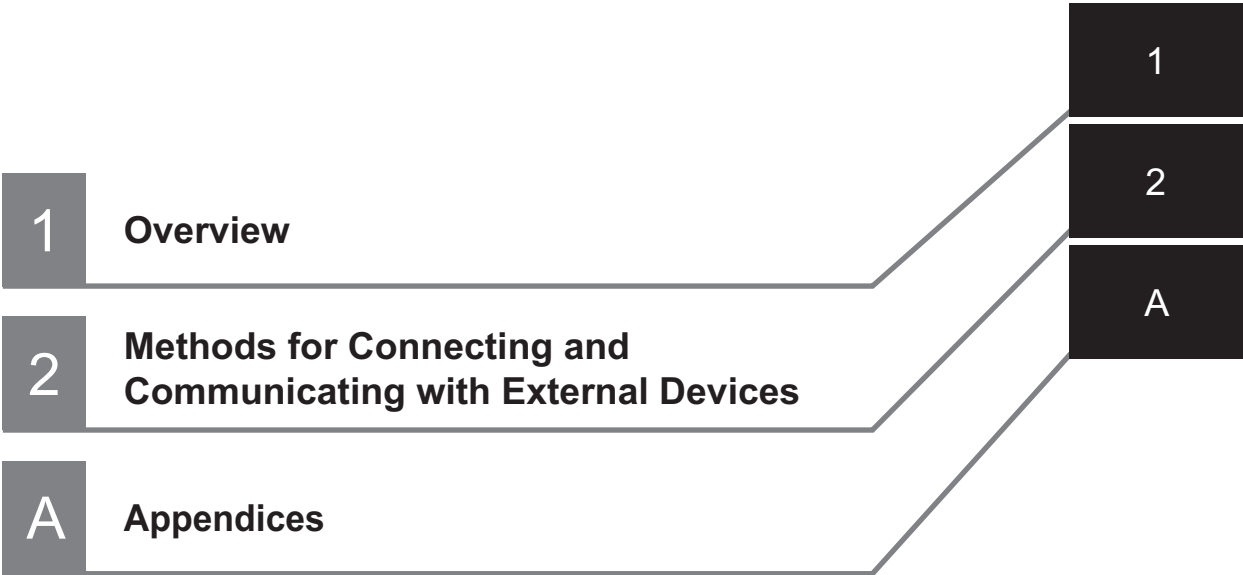 1
Overview
2
Methods for Connecting and
Communicating with External Devices
A
Appendices
1
2
A